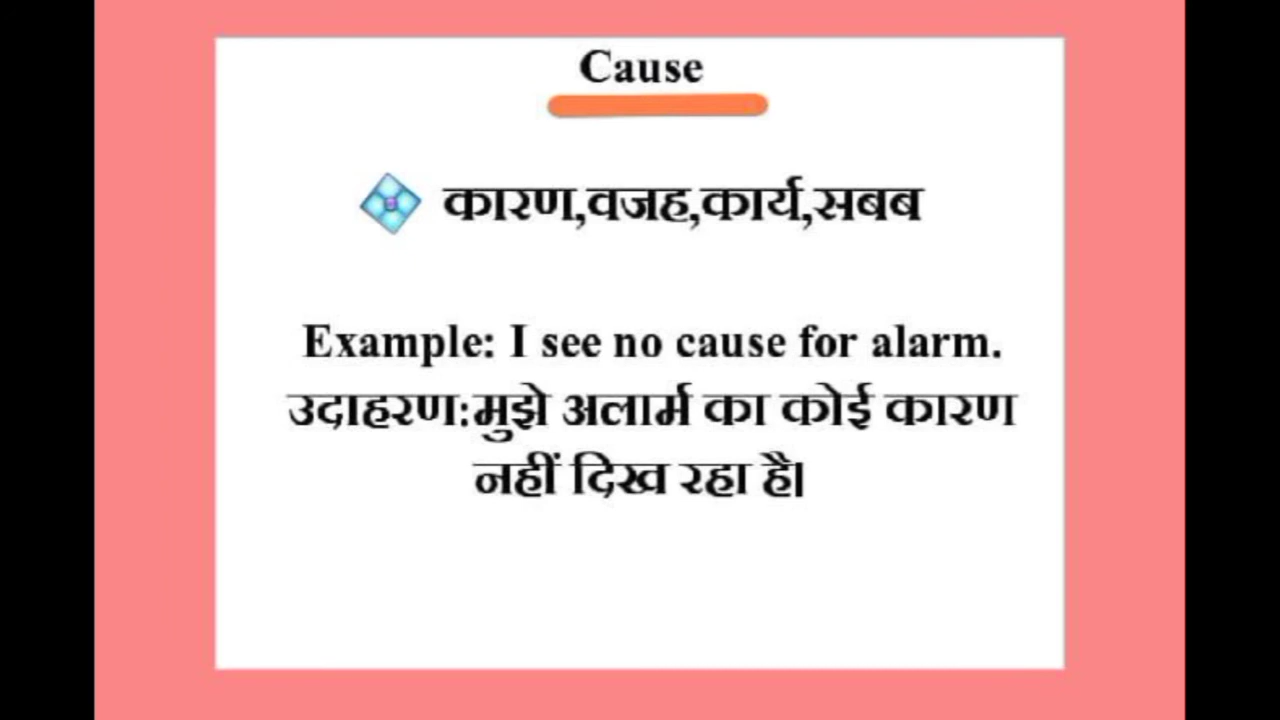 Cause
कारण,वजह,कार्य,सबब
Example: I see no cause for alarm.
उदाहरण:मुझे अलार्म का कोई कारण
नहीं दिख रहा है।